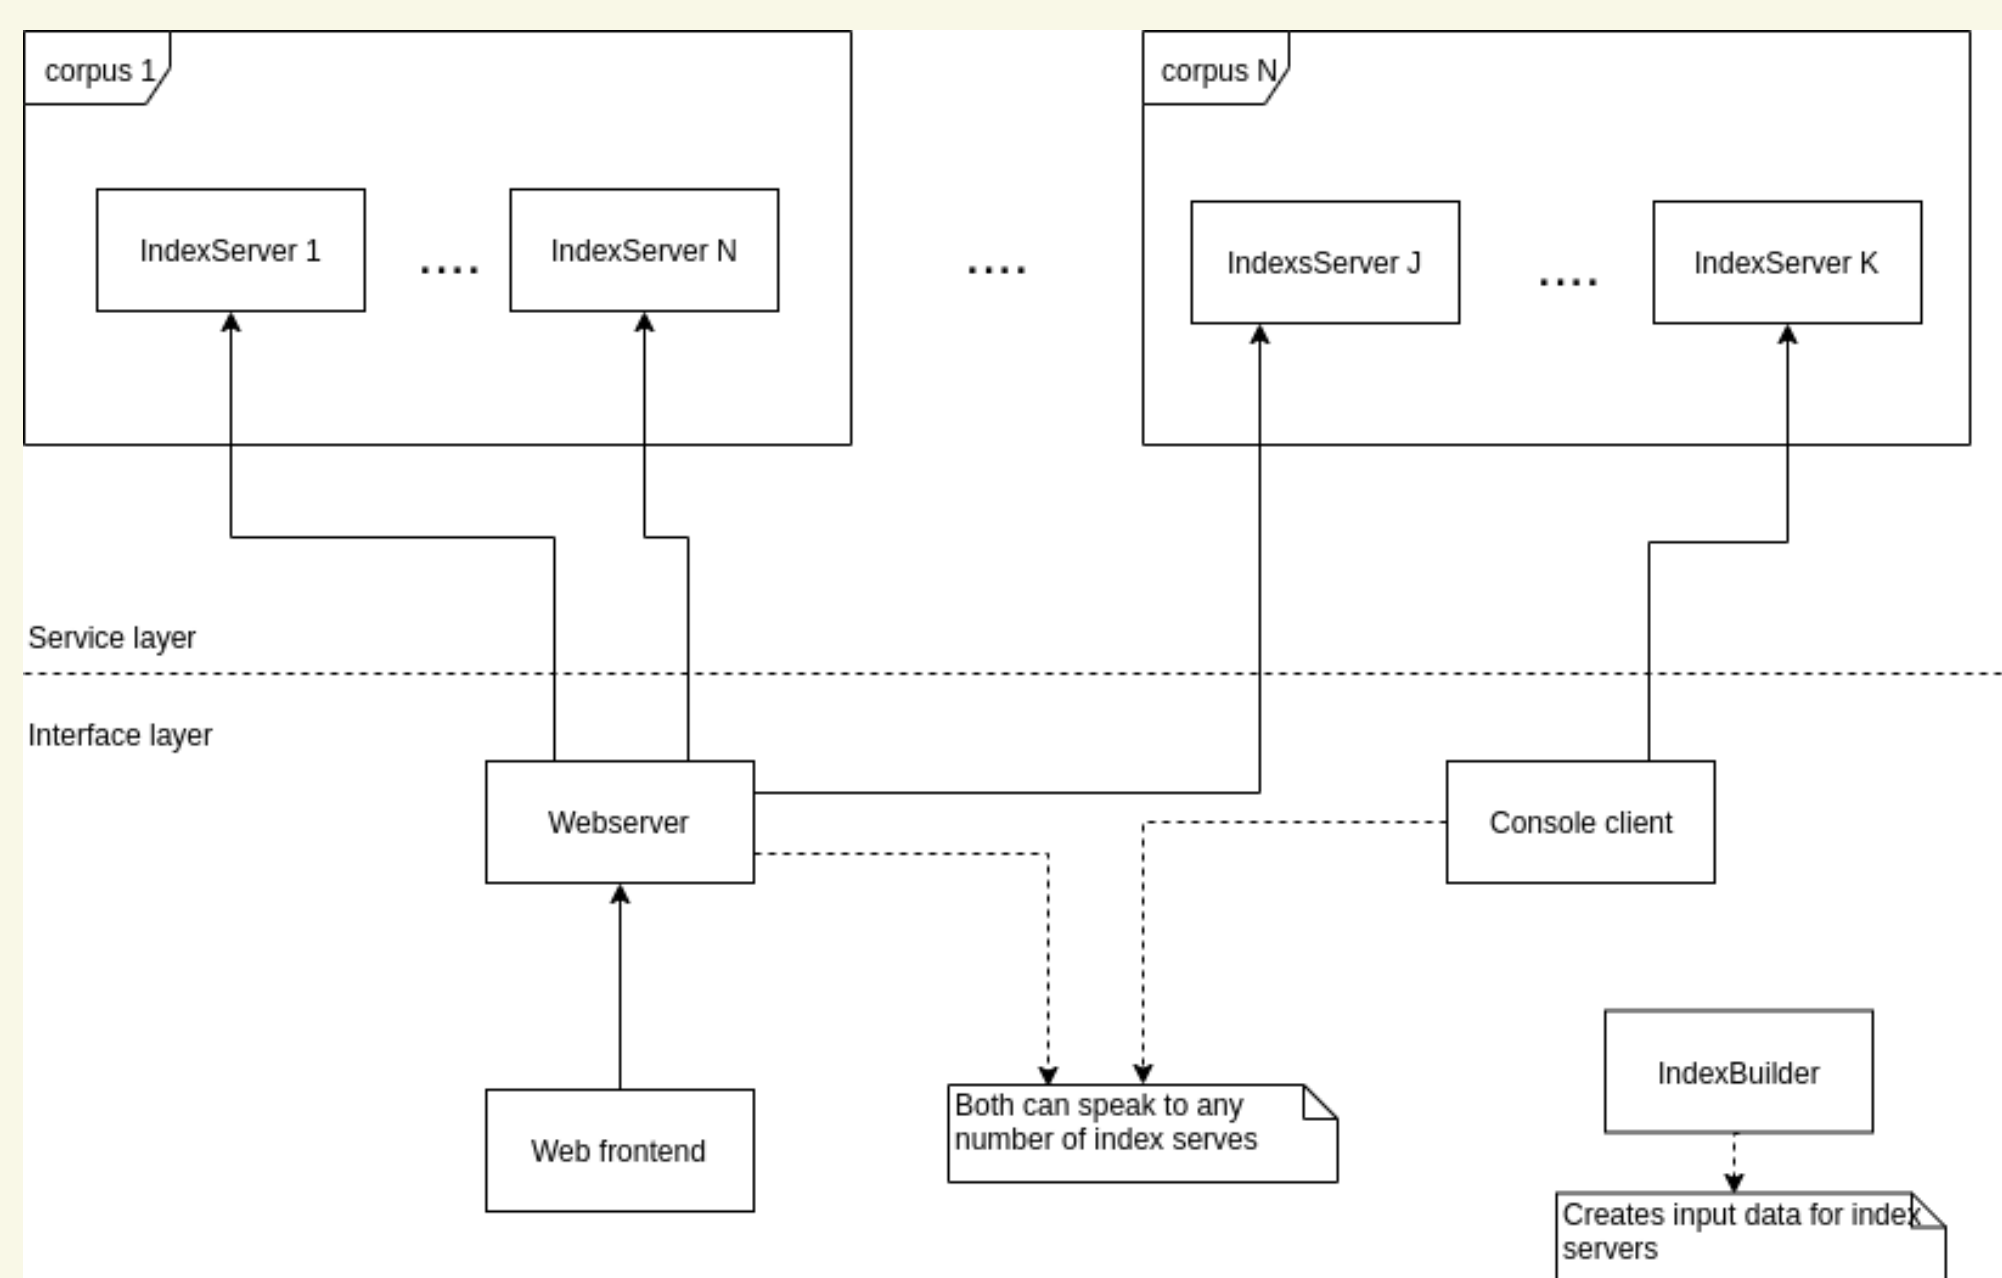 corpus 1
corpus N
IndexServer 1
....
IndexServer N
....
IndexsServer J
....
IndexServer K
Service layer
Interface layer
Webserver
Console client
Web frontend
Both can speak to any
number of index serves
IndexBuilder
Creates input data for index
servers